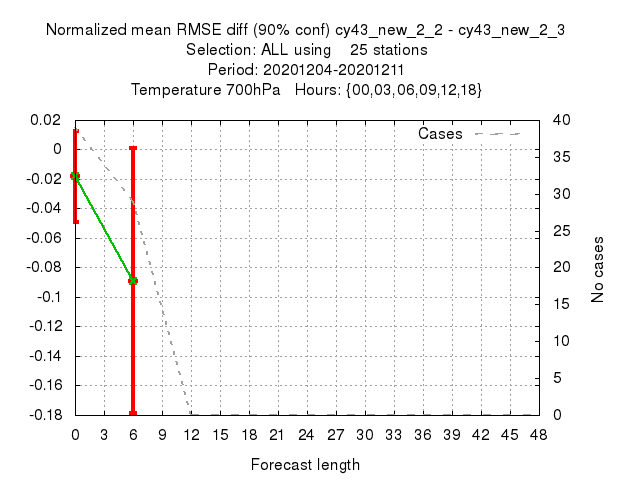 Normalized mean RMSE diff (90% conf) cy43_new_2_2 - cy43_new_2_3
Selection: ALL using    25 stations
Period: 20201204-20201211
Temperature 700hPa   Hours: {00,03,06,09,12,18}
Cases
0.02
0
-0.02
-0.04
-0.06
-0.08
-0.1
-0.12
-0.14
-0.16
-0.18
40
35
30
25
20
15
10
5
0
No cases
0 3 6 9 12 15 18 21 24 27 30 33 36 39 42 45 48
Forecast length